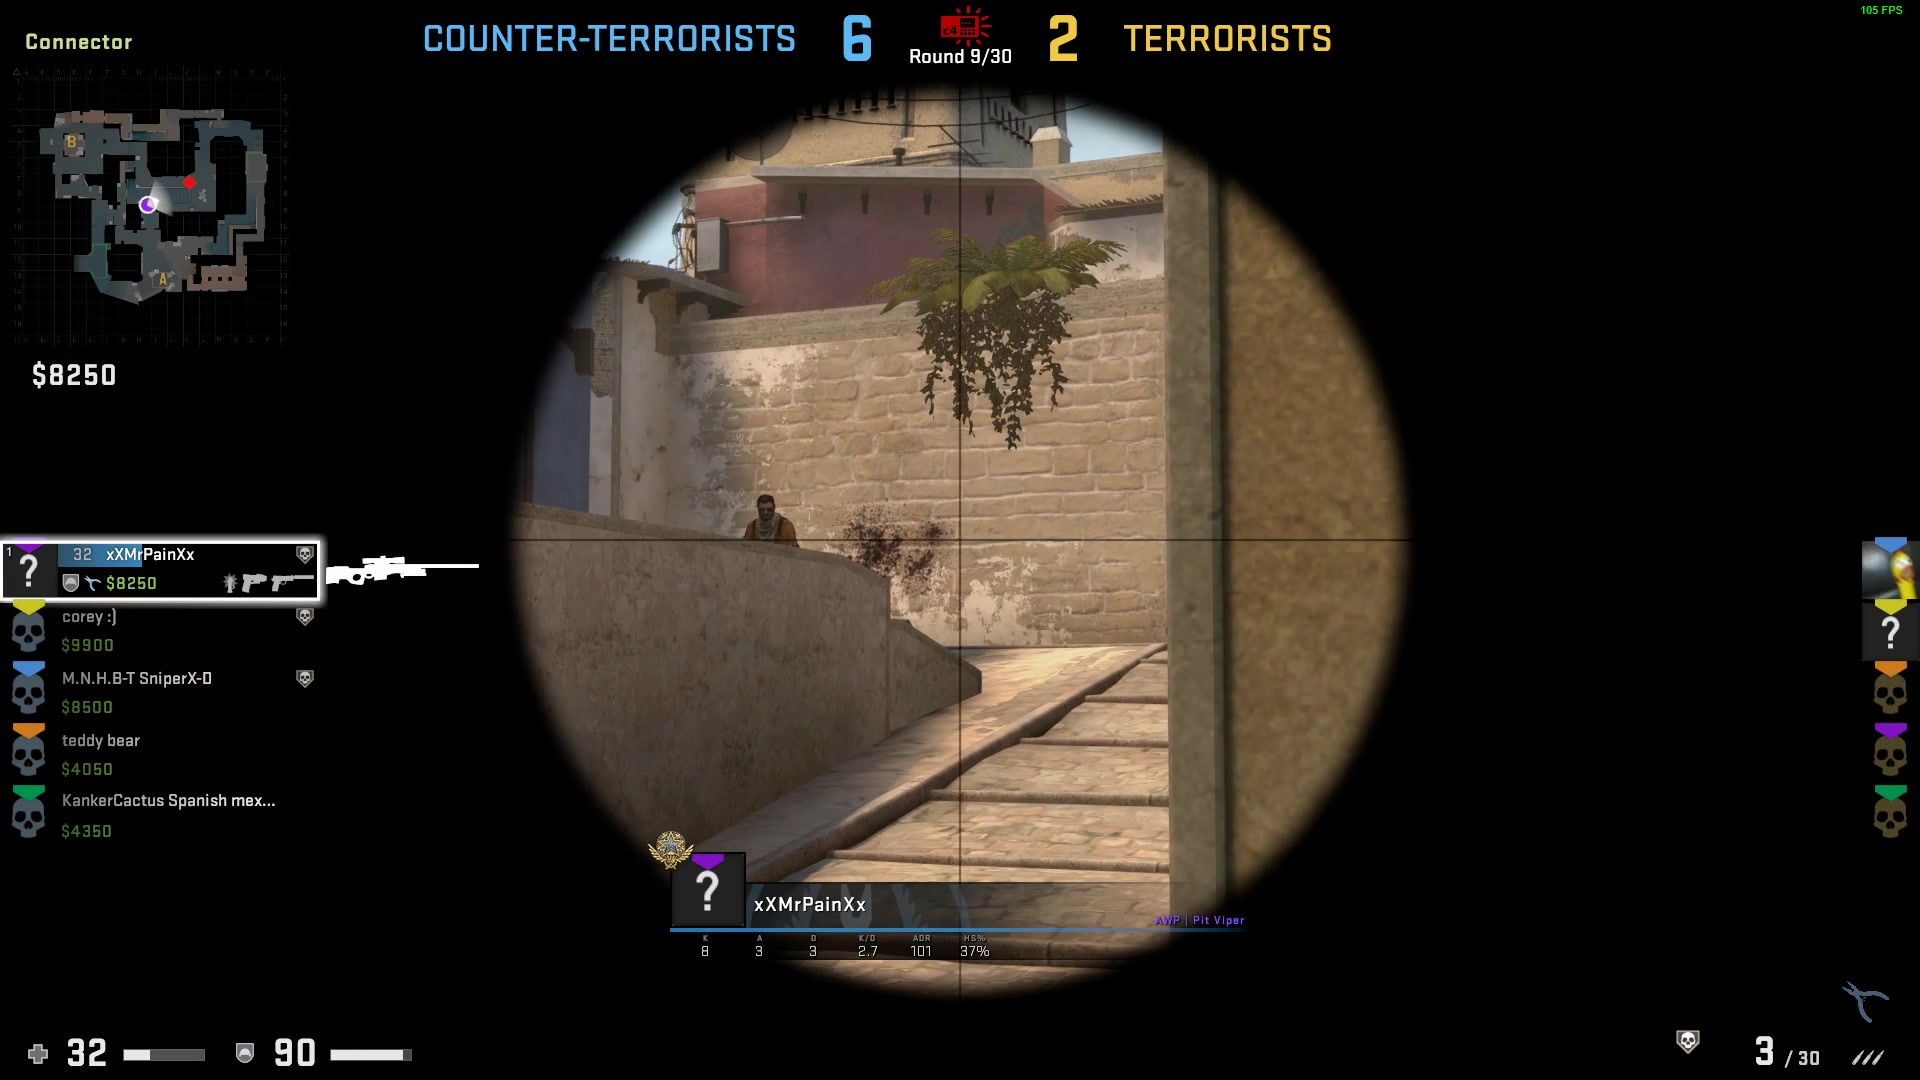 105 FPS
COUNTER-TERRORISTS 6 2 TERRORISTS
Round 9/30
Connector
B
A
$8250
1
?
32 xXMrPainXx
$8250
corey :)
$9900
M.N.H.B-T SniperX-D
$8500
teddy bear
$4050
KankerCactus Spanish mex...
$4350
?
?
xXMrPainXx
AWP | Pit Viper
K A D K/D ADR HS%
8 3 3 2.7 101 37%
32 90
3 / 30